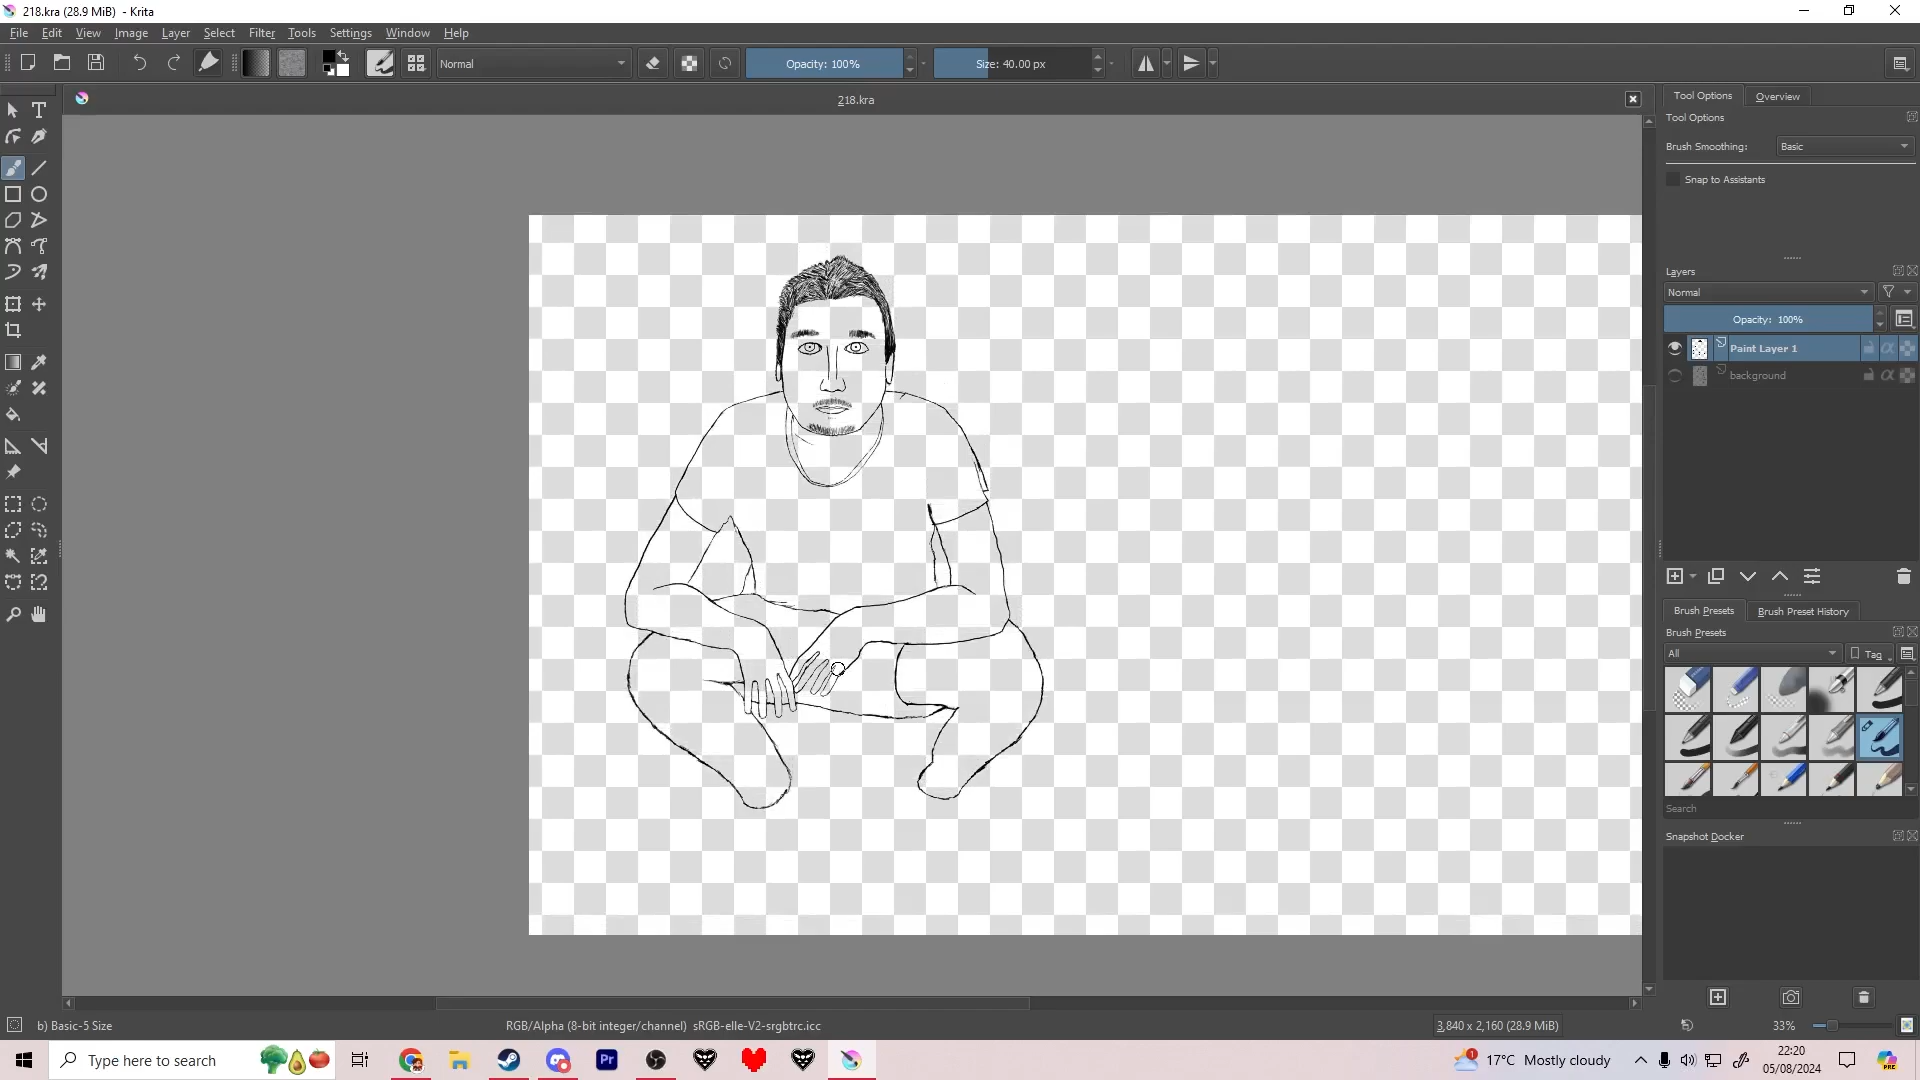 218.kra (28.9 MiB) - Krita
File Edit View Image Layer Select Filter Tools Settings Window Help
Normal Opacity: 100% Size: 40.00 px
218.kra
Tool Options Overview
Tool Options
Brush Smoothing: Basic
Snap to Assistants
Layers
Normal
Opacity: 100%
Paint Layer 1
background
Brush Presets Brush Preset History
Brush Presets
All Tag
Search
Snapshot Docker
b) Basic-5 Size RGB/Alpha (8-bit integer/channel) sRGB-elle-V2-srgbtrc.icc 3,840 x 2,160 (28.9 MiB) 33%
Type here to search Pr 1 17°C Mostly cloudy 22:20
05/08/2024
PRE